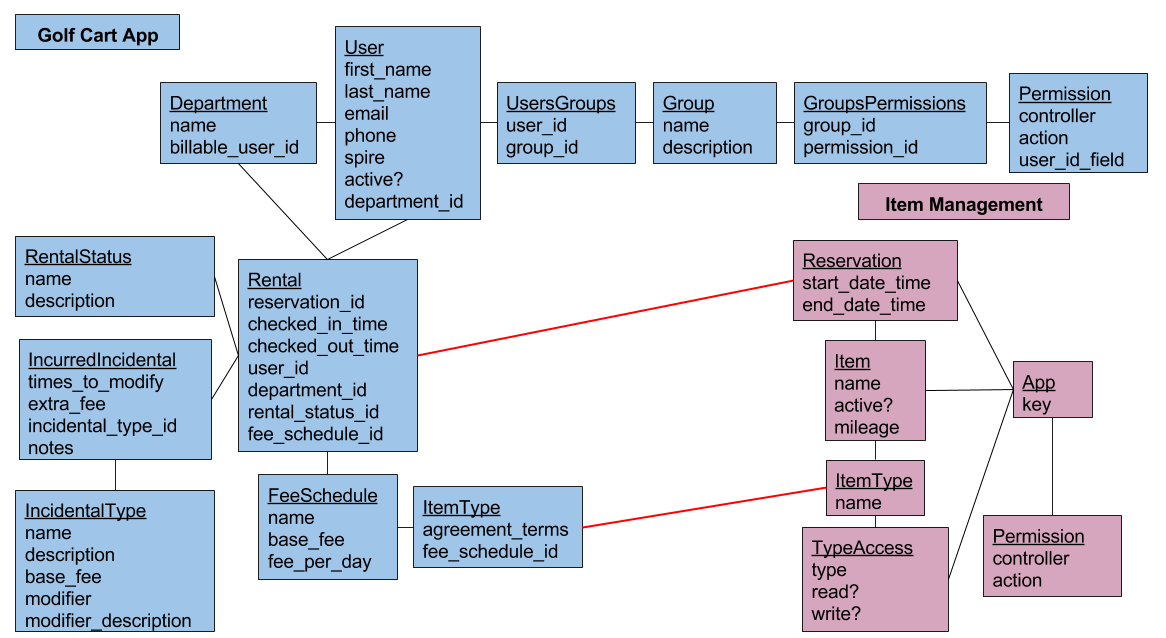 Golf Cart App
User
first_name
last_name
email
phone
spire
active?
department_id
Department
name
billable_user_id
UsersGroups
user_id
group_id
Group
name
description
GroupsPermissions
group_id
permission_id
Permission
controller
action
user_id_field
Item Management
RentalStatus
name
description
Rental
reservation_id
checked_in_time
checked_out_time
user_id
department_id
rental_status_id
fee_schedule_id
Reservation
start_date_time
end_date_time
IncurredIncidental
times_to_modify
extra_fee
incidental_type_id
notes
Item
name
active?
mileage
App
key
IncidentalType
name
description
base_fee
modifier
modifier_description
FeeSchedule
name
base_fee
fee_per_day
ItemType
agreement_terms
fee_schedule_id
ItemType
name
TypeAccess
type
read?
write?
Permission
controller
action